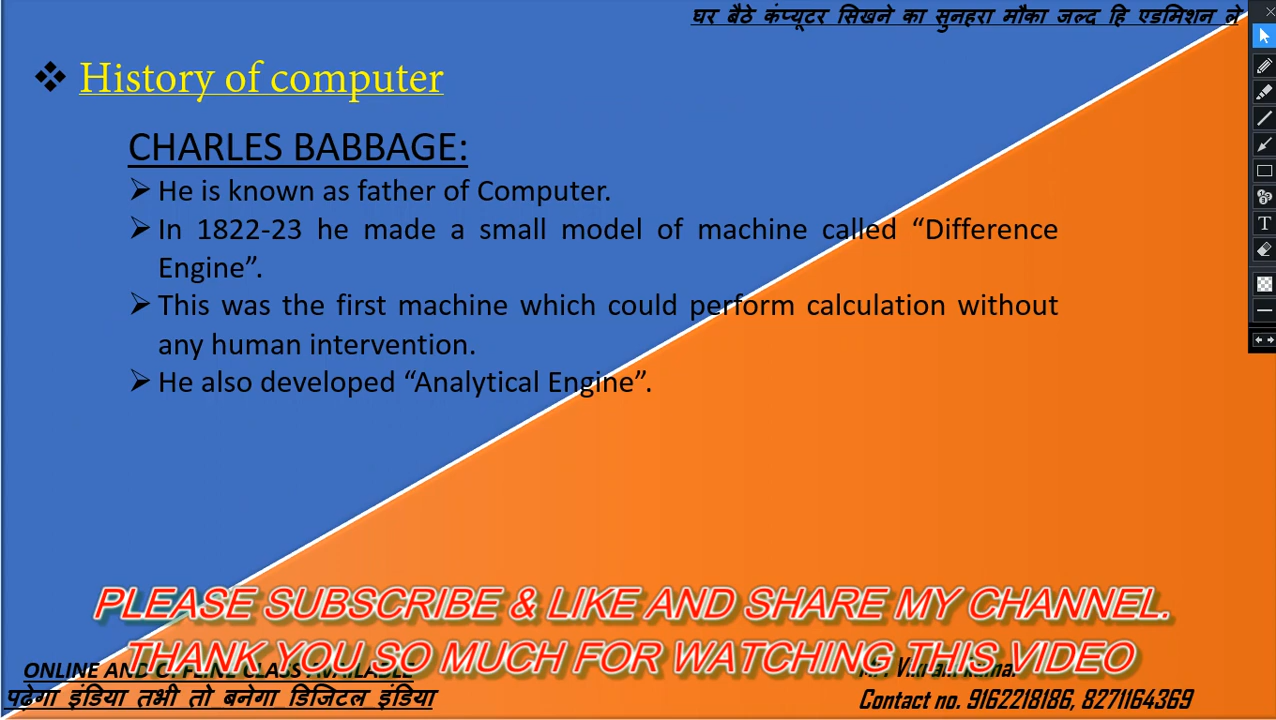 घर बैठे कंप्यूटर सिखने का सुनहरा मौका जल्द हि एडमिशन ले
History of computer
CHARLES BABBAGE:
He is known as father of Computer.
In 1822-23 he made a small model of machine called “Difference
Engine”.
This was the first machine which could perform calculation without
any human intervention.
He also developed “Analytical Engine”.
PLEASE SUBSCRIBE & LIKE AND SHARE MY CHANNEL.
THANK YOU SO MUCH FOR WATCHING THIS VIDEO
ONLINE AND OFFLINE CLASS AVAILABLE
पढ़ेगा इंडिया तभी तो बनेगा डिजिटल इंडिया
Contact no. 9162218186, 8271164369